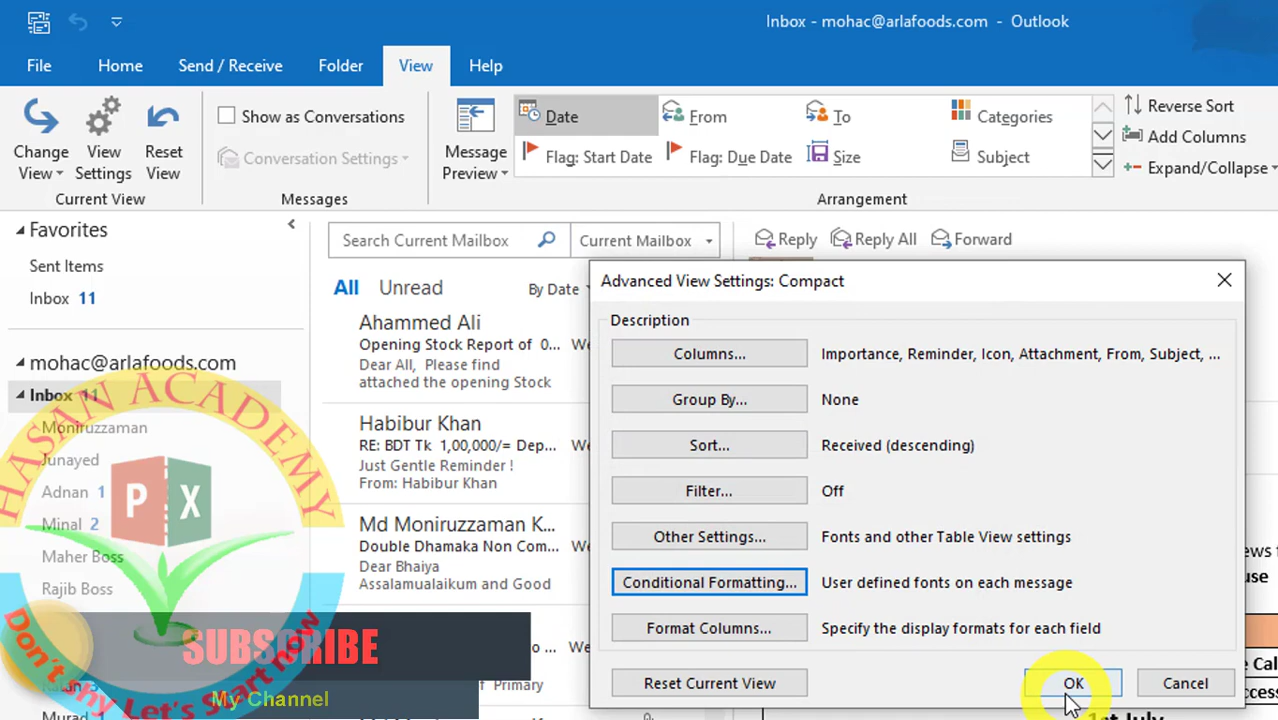 Inbox - mohac@arlafoods.com - Outlook
File Home Send / Receive Folder View Help
Change View
View Settings
Reset View
Current View
Show as Conversations
Conversation Settings
Messages
Message Preview
Date From To Categories
Flag: Start Date Flag: Due Date Size Subject
Arrangement
Reverse Sort
Add Columns
Expand/Collapse
Favorites
Sent Items
Inbox 11
mohac@arlafoods.com
Inbox 11
Moniruzzaman
Junayed
Adnan 1
Minal 2
Maher Boss
Rajib Boss
HASAN ACADEMY
P X
Don't shy Let's Start Now
SUBSCRIBE
My Channel
Search Current Mailbox Current Mailbox
All Unread By Date
Ahammed Ali
Opening Stock Report of 0... We
Dear All, Please find
attached the opening Stock
Habibur Khan
RE: BDT Tk 1,00,000/= Dep... We
Just Gentle Reminder !
From: Habibur Khan
Md Moniruzzaman K...
Double Dhamaka Non Com... We
Dear Bhaiya
Assalamualaikum and Good
of Primary
Reply Reply All Forward
Advanced View Settings: Compact
Description
Columns... Importance, Reminder, Icon, Attachment, From, Subject, ...
Group By... None
Sort... Received (descending)
Filter... Off
Other Settings... Fonts and other Table View settings
Conditional Formatting... User defined fonts on each message
Format Columns... Specify the display formats for each field
Reset Current View OK Cancel
1st July